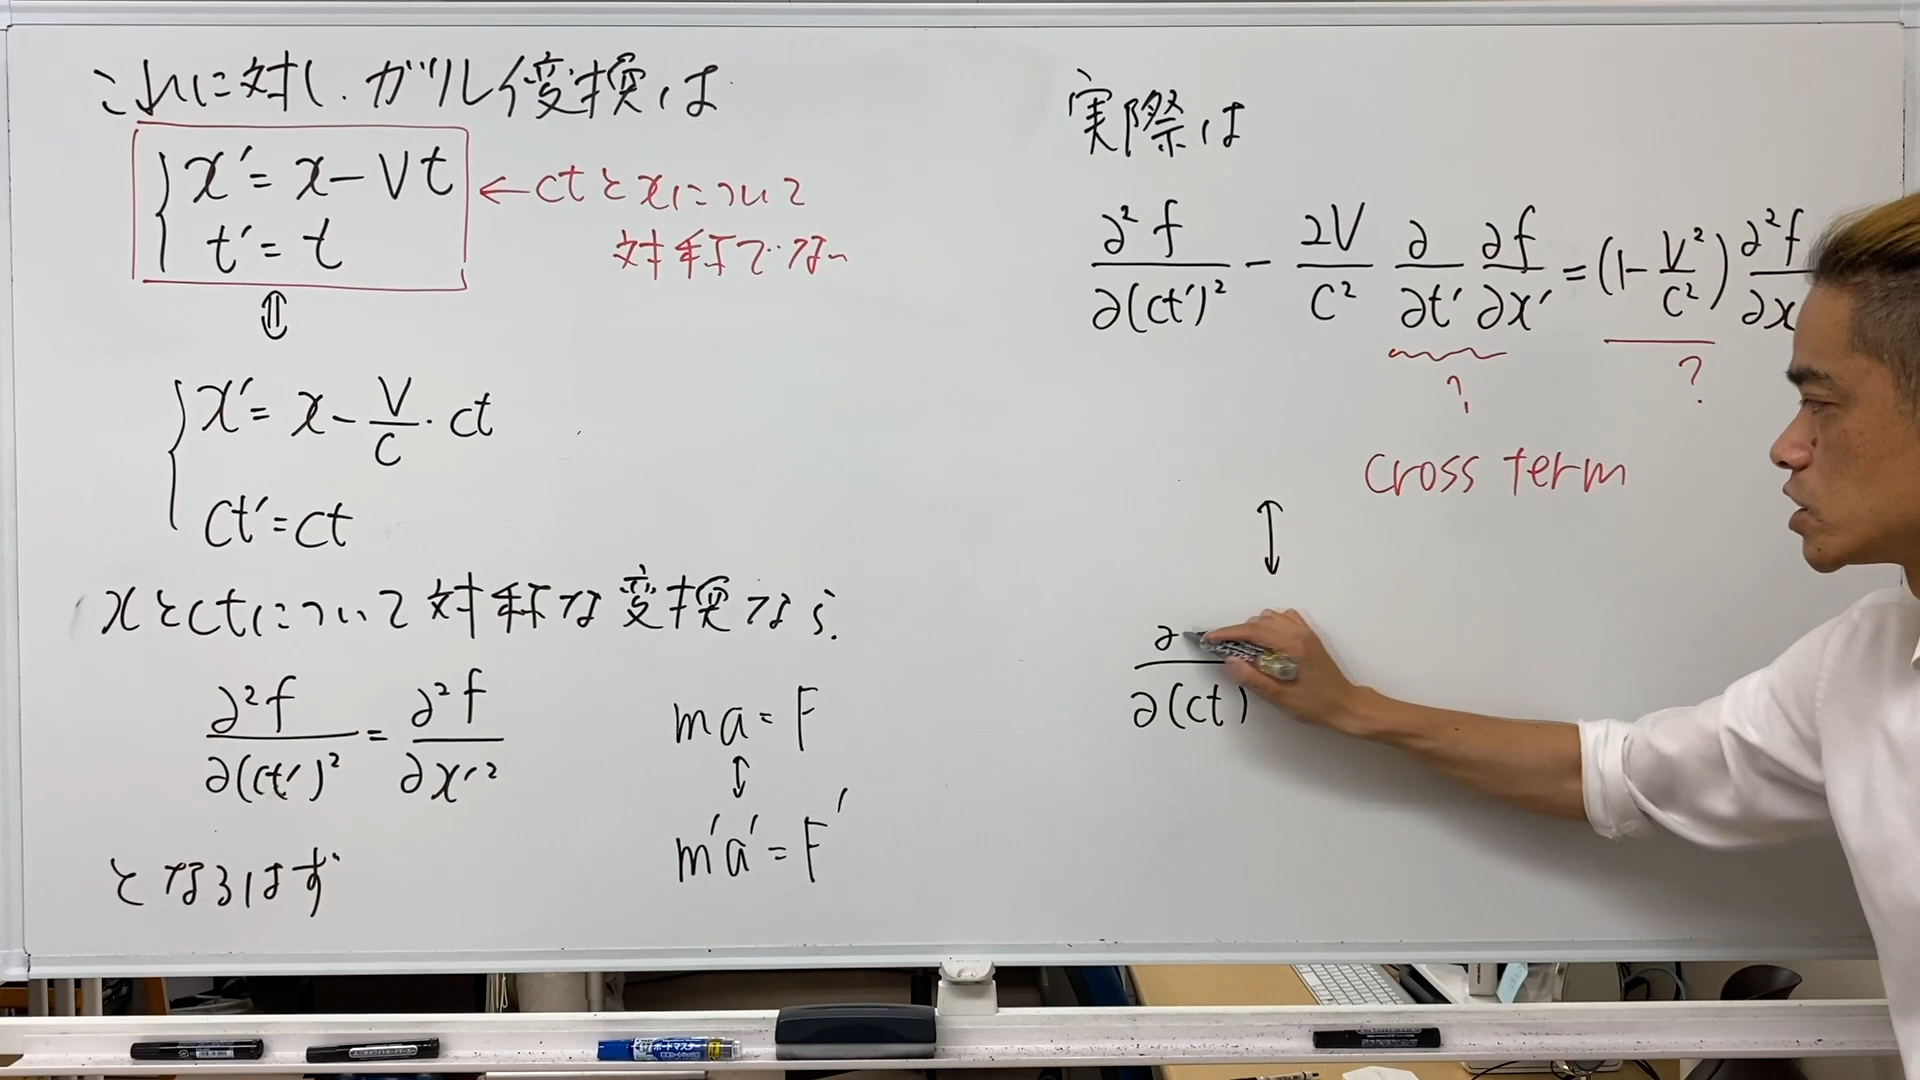 これに対し、ガリレイ変換は
x' = x - Vt
← ctとxについて
対称でない
t' = t
⇕
x' = x - V/c · ct
ct' = ct
xとctについて対称な変換なら、
∂²f/∂(ct')² = ∂²f/∂x'²
となるはず
ma = F
↕
m'a' = F'
実際は
∂²f/∂(ct')² - 2V/c² ∂/∂t' ∂f/∂x' = (1 - V²/c²) ∂²f/∂x
? ?
cross term
↕
∂/∂(ct)